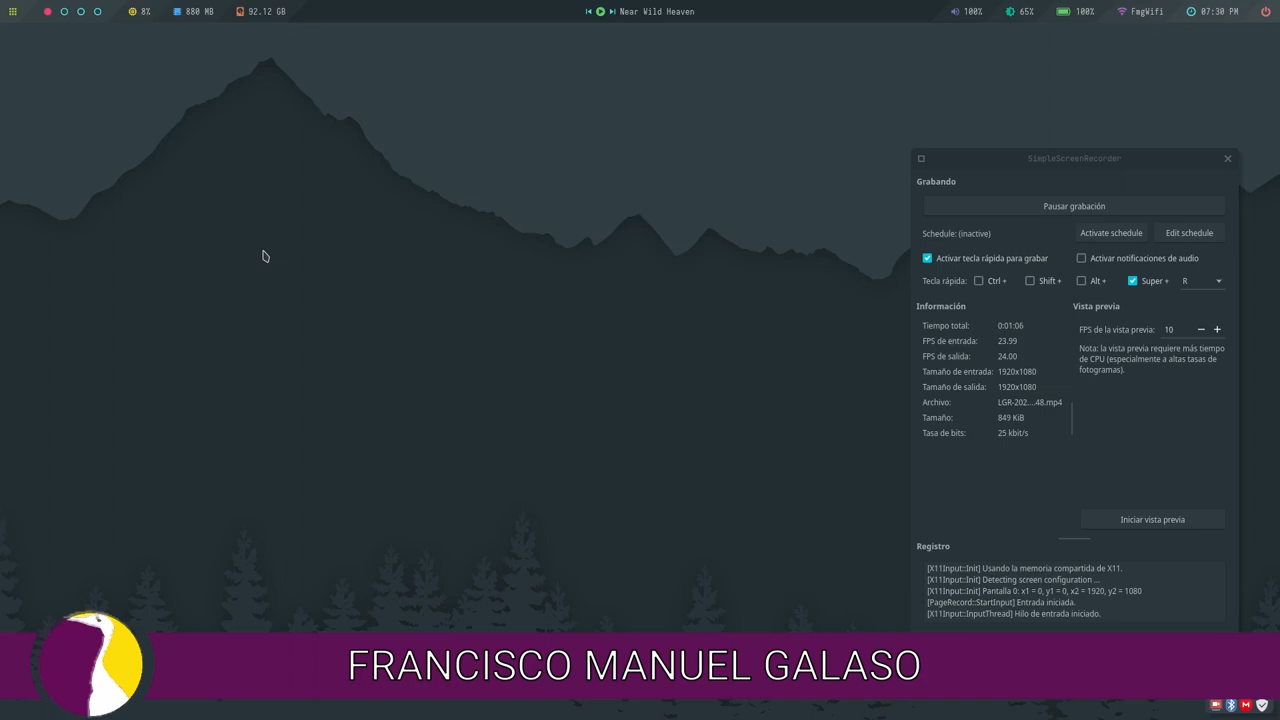 8% 880 MB 92.12 GB Near Wild Heaven 100% 65% 100% FmgWifi 07:30 PM
SimpleScreenRecorder
Grabando
Pausar grabación
Schedule: (inactive) Activate schedule Edit schedule
Activar tecla rápida para grabar Activar notificaciones de audio
Tecla rápida: Ctrl + Shift + Alt + Super + R
Información Vista previa
Tiempo total: 0:01:06
FPS de la vista previa: 10
FPS de entrada: 23.99
FPS de salida: 24.00
Tamaño de entrada: 1920x1080
Tamaño de salida: 1920x1080
Archivo: LGR-202....48.mp4
Tamaño: 849 KiB
Tasa de bits: 25 kbit/s
Nota: la vista previa requiere más tiempo
de CPU (especialmente a altas tasas de
fotogramas).
Iniciar vista previa
Registro
[X11Input::Init] Usando la memoria compartida de X11.
[X11Input::Init] Detecting screen configuration ...
[X11Input::Init] Pantalla 0: x1 = 0, y1 = 0, x2 = 1920, y2 = 1080
[PageRecord::StartInput] Entrada iniciada.
[X11Input::InputThread] Hilo de entrada iniciado.
FRANCISCO MANUEL GALASO